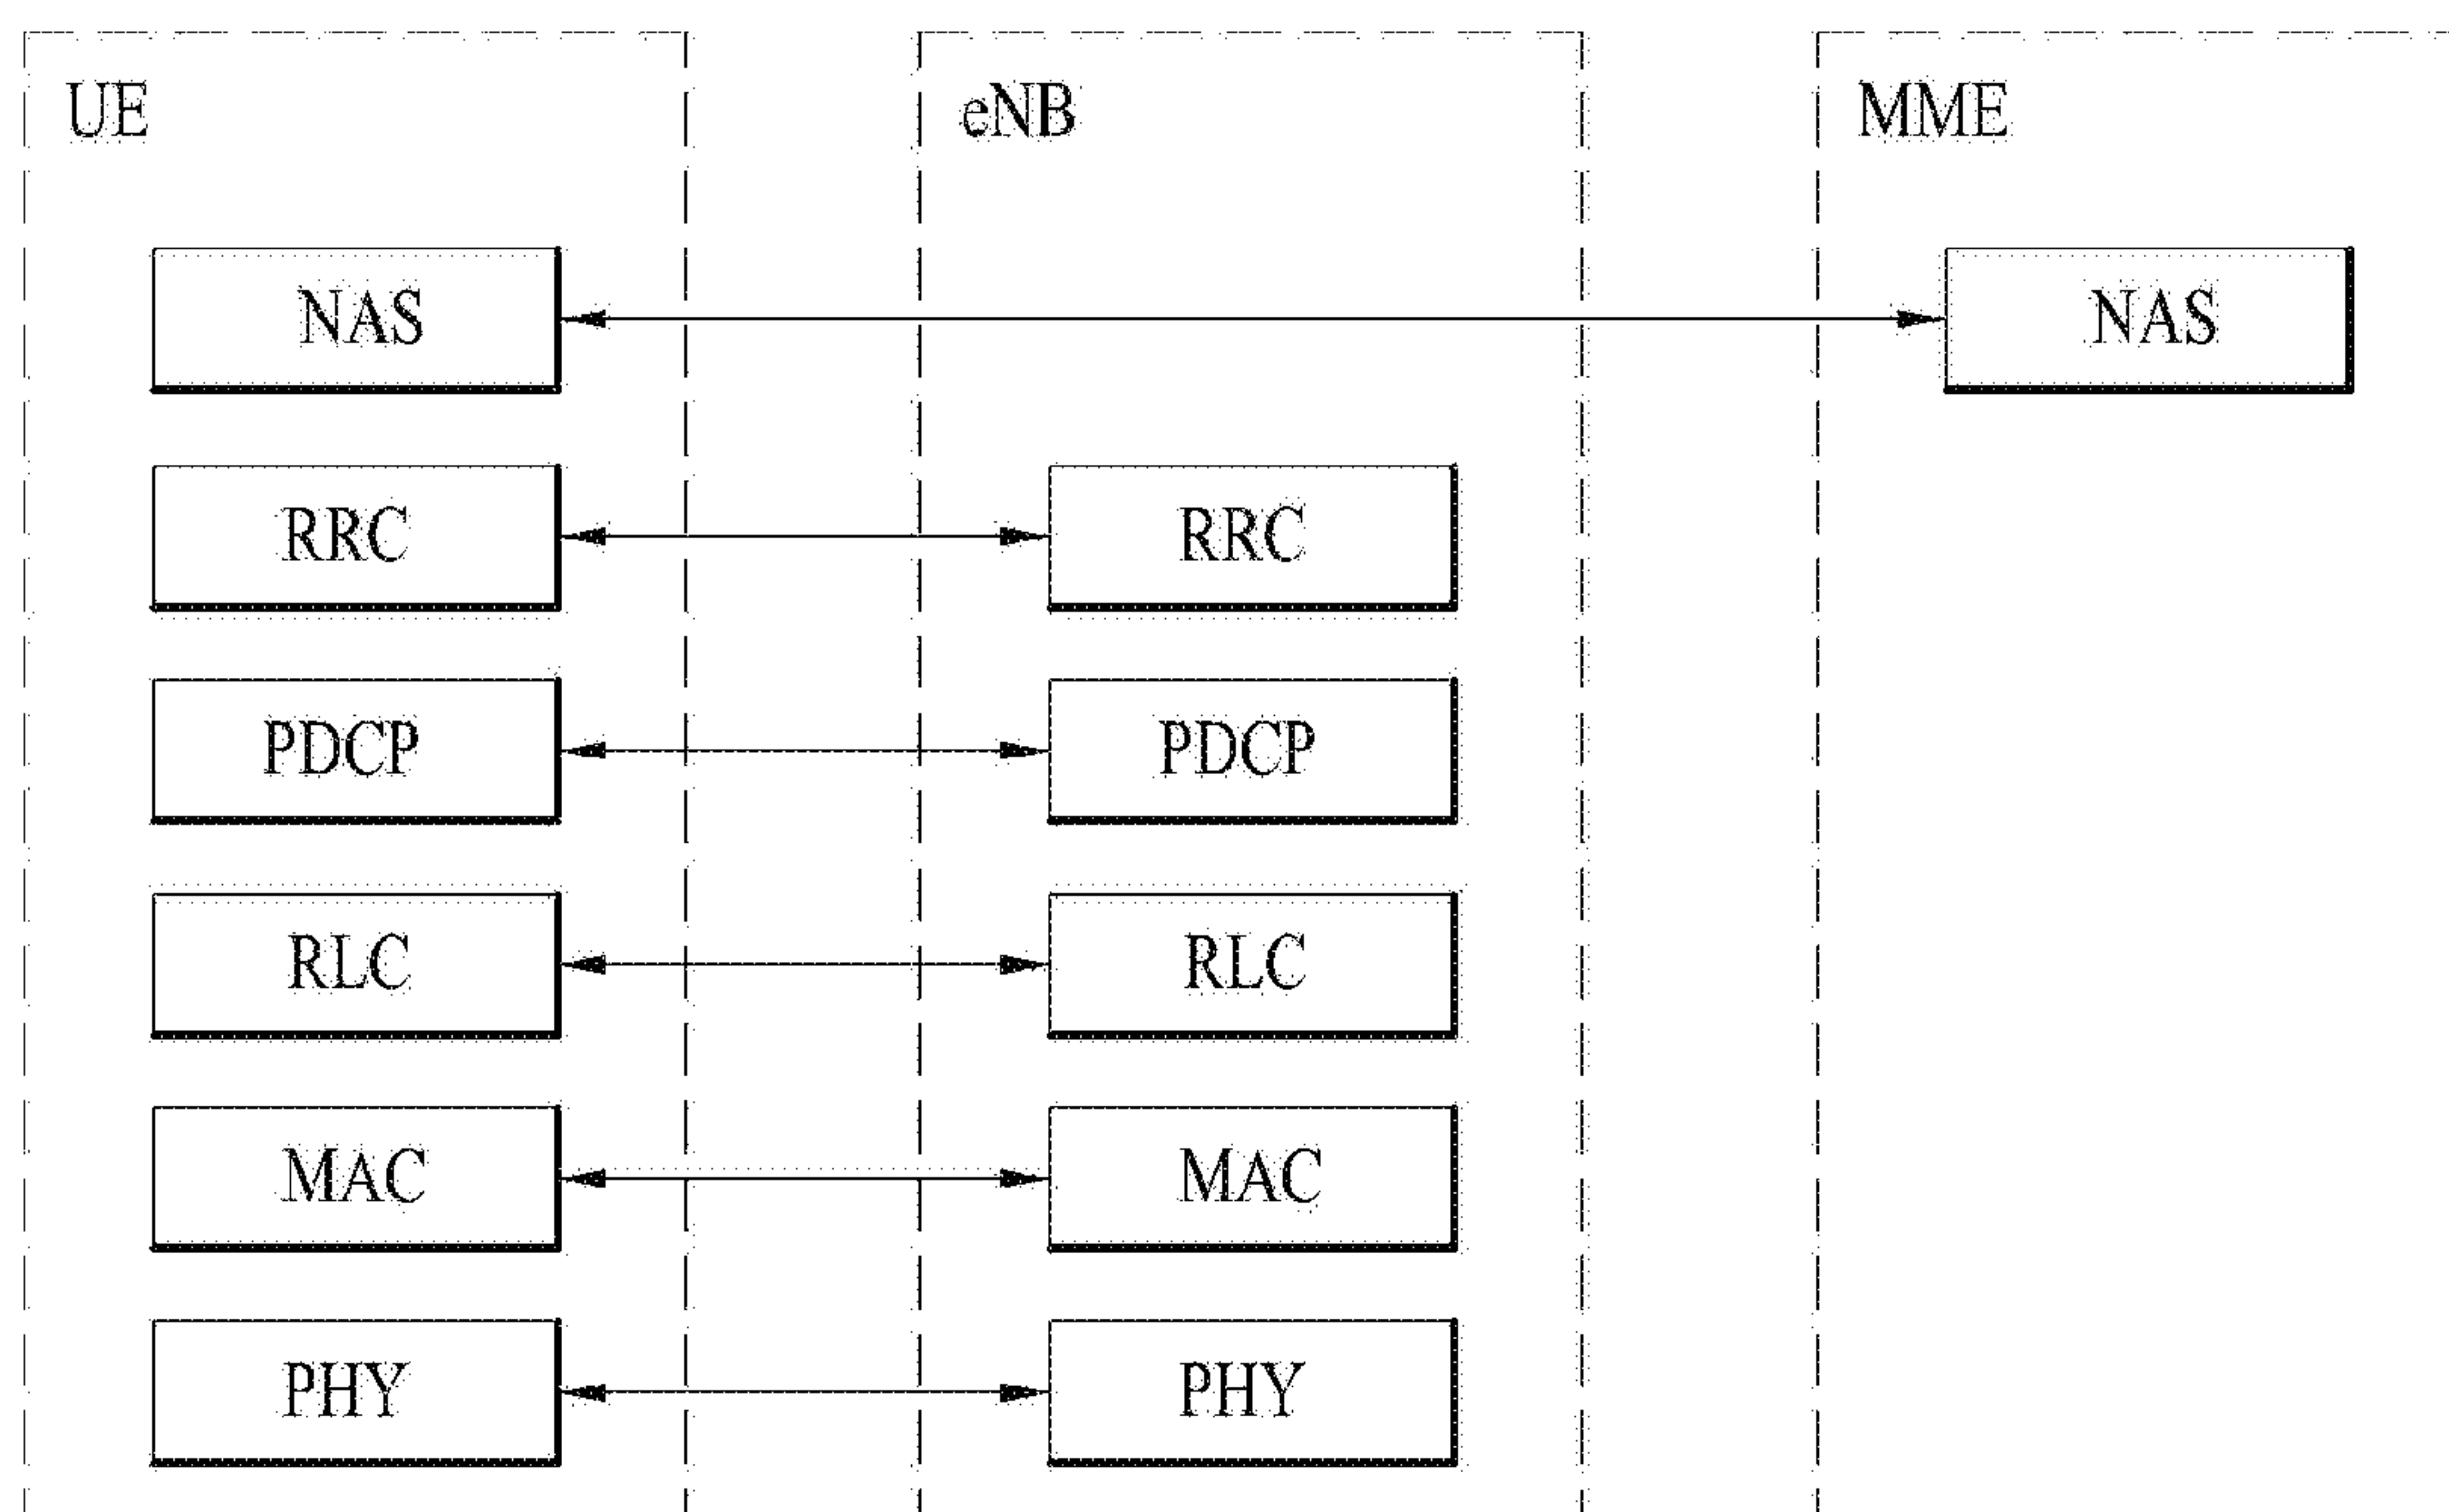 UE eNB MME
NAS NAS
RRC RRC
PDCP PDCP
RLC RLC
MAC MAC
PHY PHY